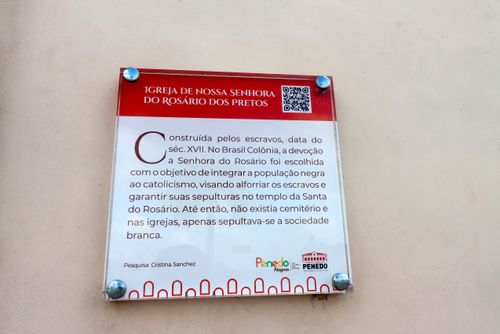 IGREJA DE NOSSA SENHORA
DO ROSÁRIO DOS PRETOS
Construída pelos escravos, data do
séc. XVII. No Brasil Colônia, a devoção
a Senhora do Rosário foi escolhida
com o objetivo de integrar a população negra
ao catolicismo, visando alforriar os escravos e
garantir suas sepulturas no templo da Santa
do Rosário. Até então, não existia cemitério e
nas igrejas, apenas sepultava-se a sociedade
branca.
Pesquisa: Cristina Sanchez
Penedo
Alagoas
PENEDO